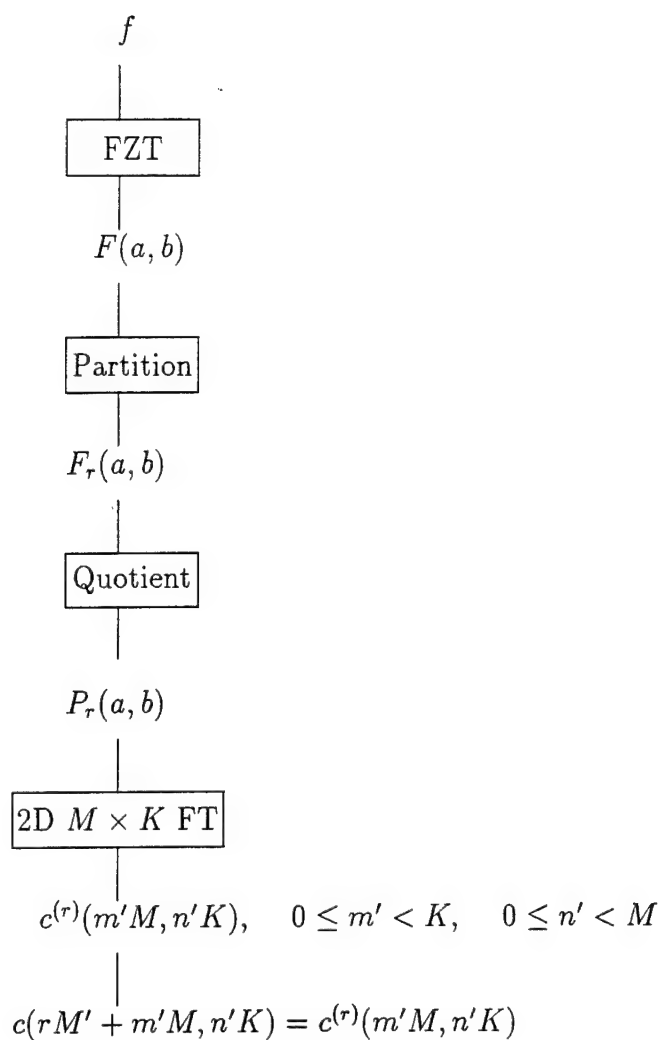 f
FZT
F(a, b)
Partition
F_r(a, b)
Quotient
P_r(a, b)
2D M × K FT
c^{(r)}(m'M, n'K), 0 ≤ m' < K, 0 ≤ n' < M
c(rM' + m'M, n'K) = c^{(r)}(m'M, n'K)